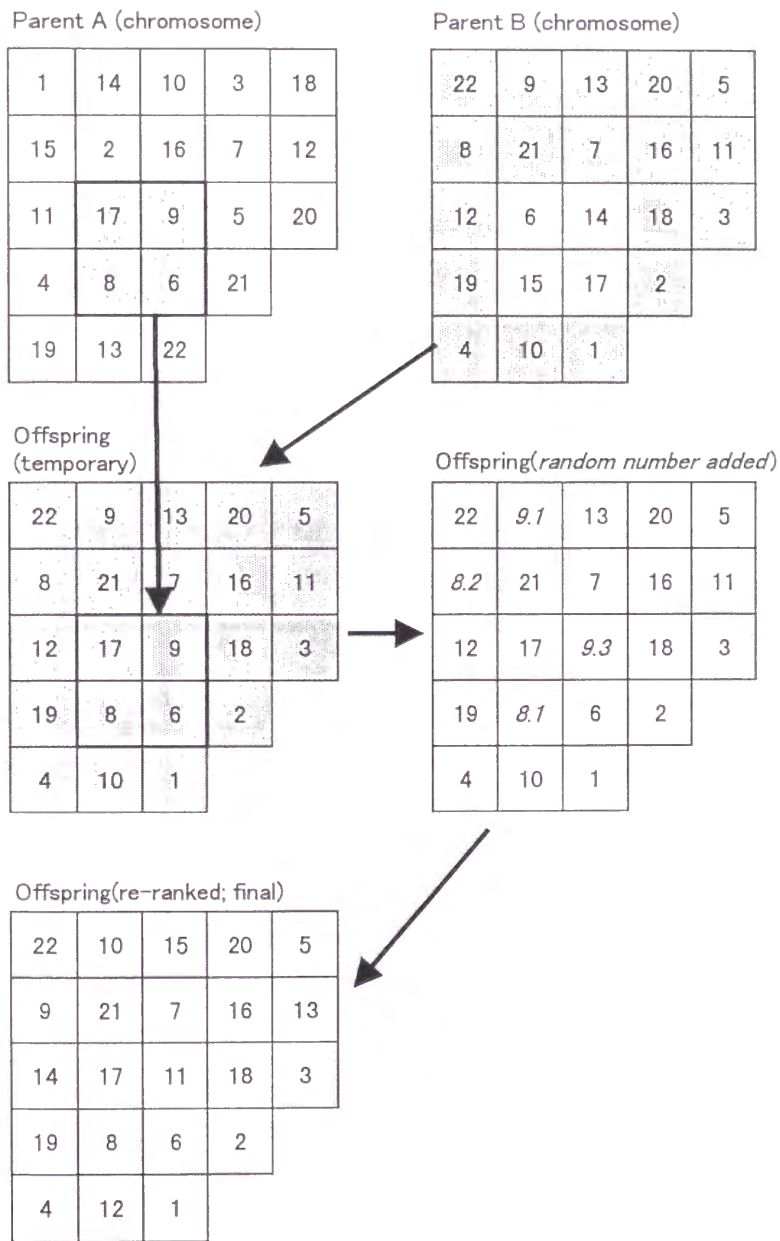 Parent A (chromosome)
1 14 10 3 18
15 2 16 7 12
11 17 9 5 20
4 8 6 21
19 13 22
Parent B (chromosome)
22 9 13 20 5
8 21 7 16 11
12 6 14 18 3
19 15 17 2
4 10 1
Offspring
(temporary)
22 9 13 20 5
8 21 7 16 11
12 17 9 18 3
19 8 6 2
4 10 1
Offspring(random number added)
22 9.1 13 20 5
8.2 21 7 16 11
12 17 9.3 18 3
19 8.1 6 2
4 10 1
Offspring(re-ranked; final)
22 10 15 20 5
9 21 7 16 13
14 17 11 18 3
19 8 6 2
4 12 1